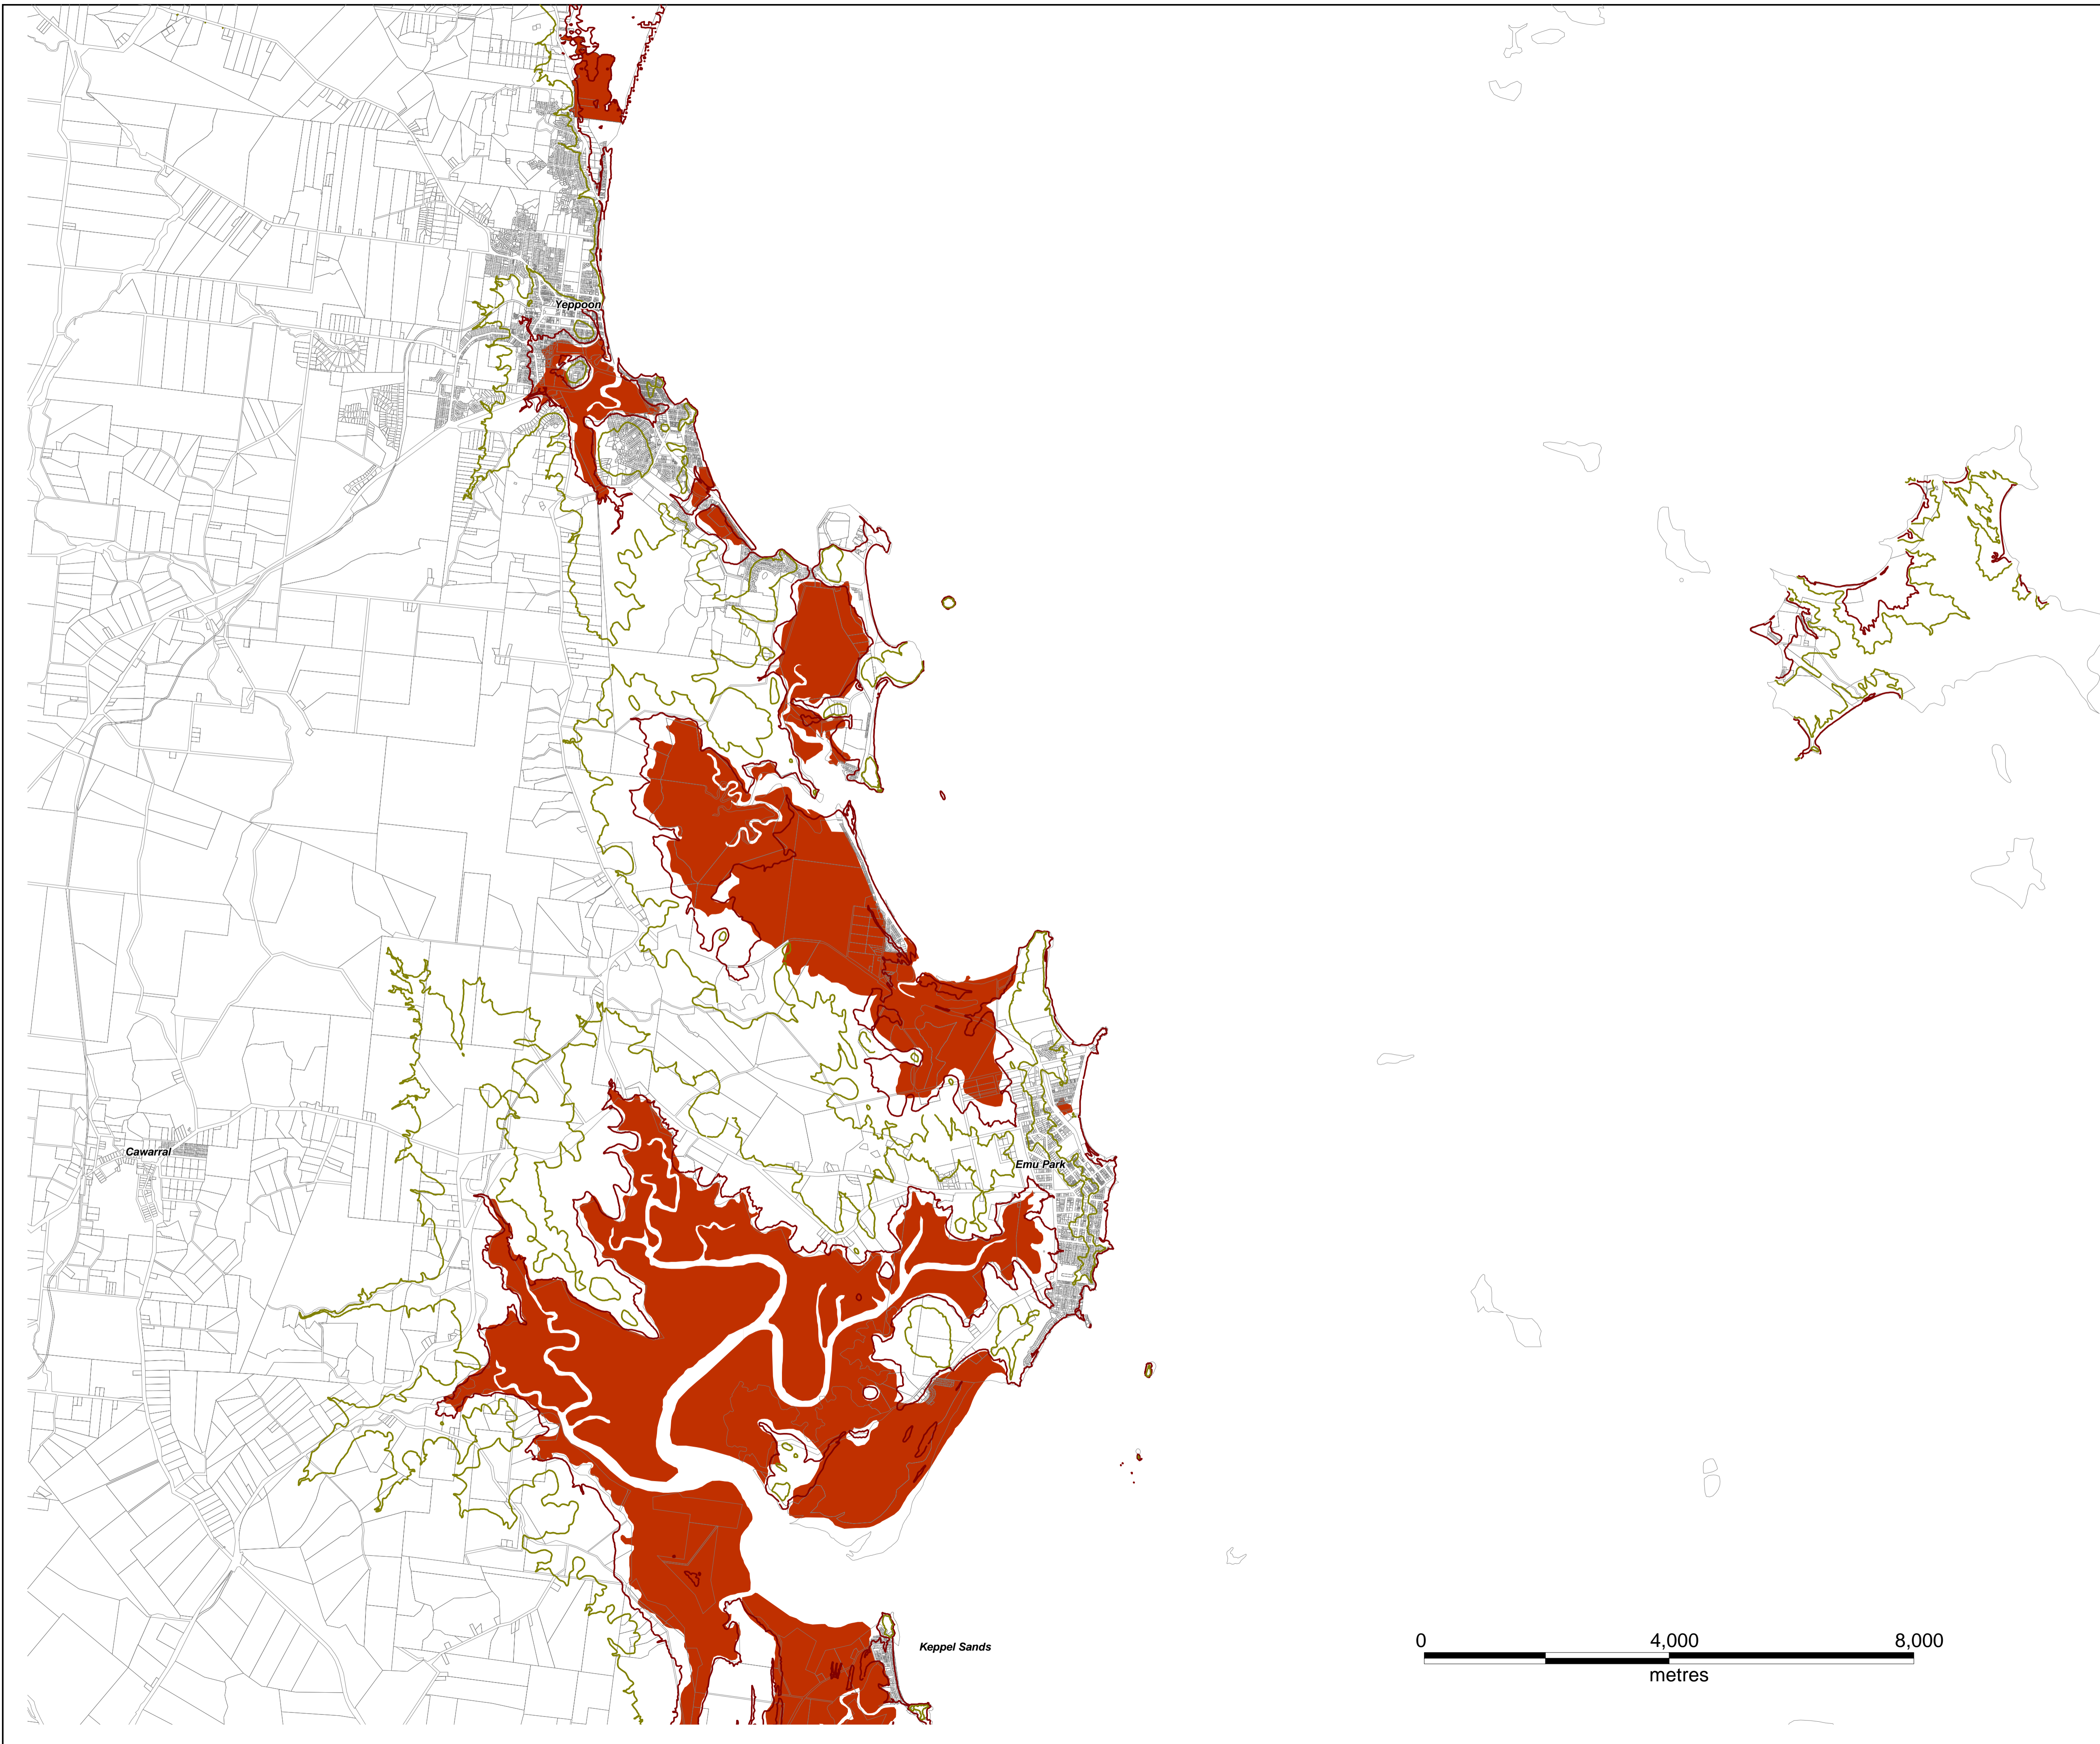 Yeppoon
Cawarral
Emu Park
Keppel Sands
0 4,000 8,000
metres